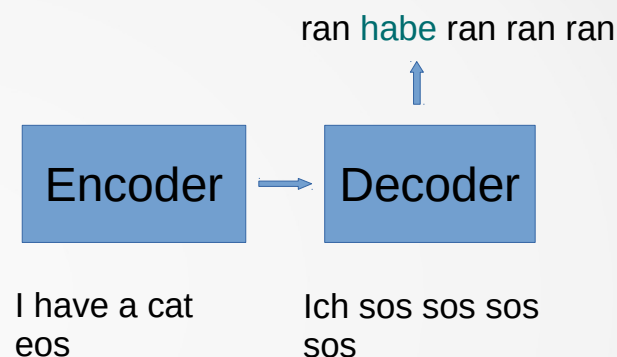 ran habe ran ran ran
Encoder
Decoder
I have a cat
eos
Ich sos sos sos
sos